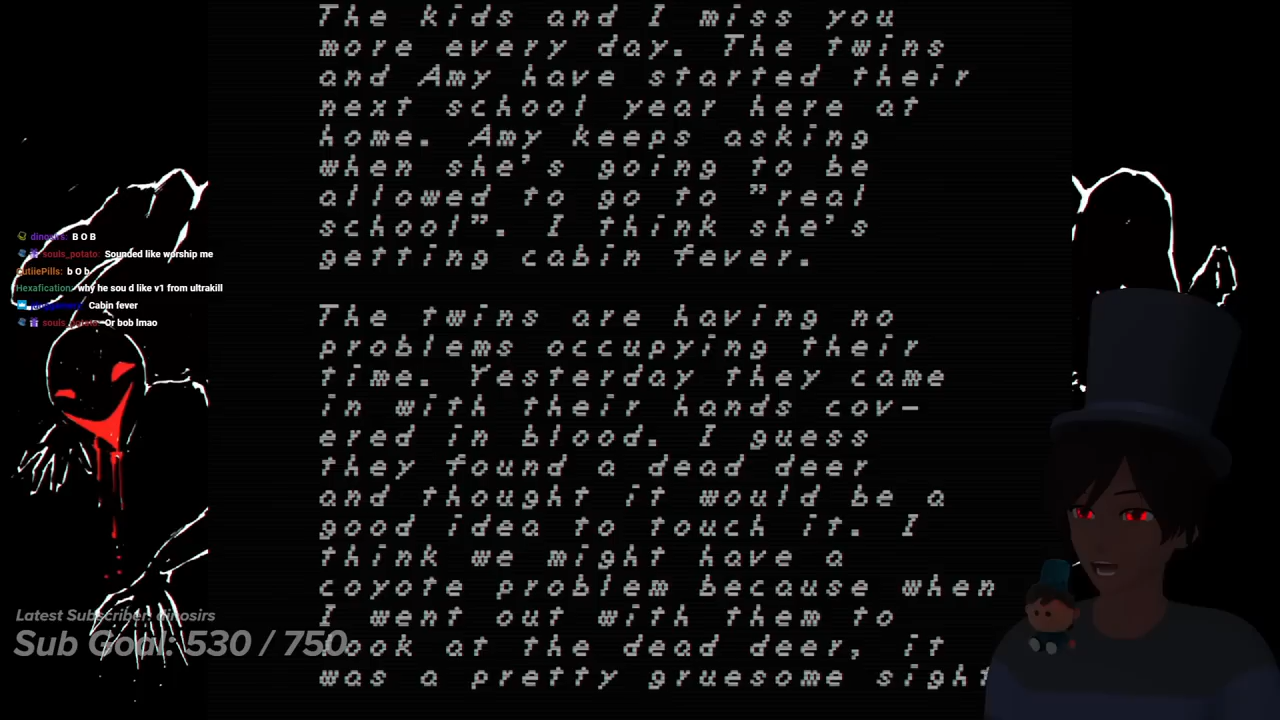 The kids and I miss you
more every day. The twins
and Amy have started their
next school year here at
home. Amy keeps asking
when she's going to be
allowed to go to "real
school". I think she's
getting cabin fever.
The twins are having no
problems occupying their
time. Yesterday they came
in with their hands cov-
ered in blood. I guess
they found a dead deer
and thought it would be a
good idea to touch it. I
think we might have a
coyote problem because when
I went out with them to
look at the dead deer, it
was a pretty gruesome sight
dinosirs: B O B
souls_potato: Sounded like worship me
CutiiePills: b O b
Hexafication: why he sou d like v1 from ultrakill
Cabin fever
souls_potato: Or bob lmao
Latest Subscriber: dinosirs
Sub Goal: 530 / 750